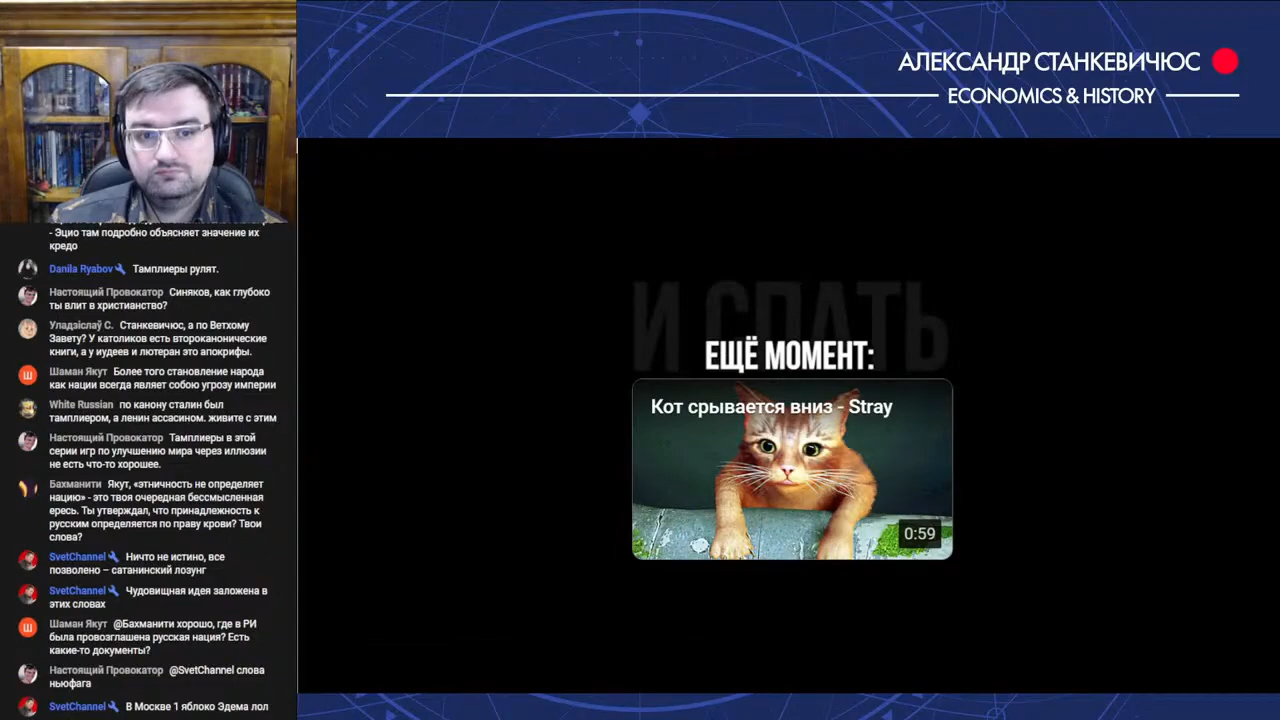 АЛЕКСАНДР СТАНКЕВИЧЮС
ECONOMICS & HISTORY
- Эцио там подробно объясняет значение их
кредо
Danila Ryabov Тамплиеры рулят.
Настоящий Провокатор Синяков, как глубоко
ты влит в христианство?
Уладзіслаў С. Станкевичюс, а по Ветхому
Завету? У католиков есть второканонические
книги, а у иудеев и лютеран это апокрифы.
Ш
Шаман Якут Более того становление народа
как нации всегда являет собою угрозу империи
White Russian по канону сталин был
тамплиером, а ленин ассасином. живите с этим
Настоящий Провокатор Тамплиеры в этой
серии игр по улучшению мира через иллюзии
не есть что-то хорошее.
Бахманити Якут, «этничность не определяет
нацию» - это твоя очередная бессмысленная
ересь. Ты утверждал, что принадлежность к
русским определяется по праву крови? Твои
слова?
SvetChannel Ничто не истино, все
позволено – сатанинский лозунг
SvetChannel Чудовищная идея заложена в
этих словах
Ш
Шаман Якут @Бахманити хорошо, где в РИ
была провозглашена русская нация? Есть
какие-то документы?
Настоящий Провокатор @SvetChannel слова
ньюфага
SvetChannel В Москве 1 яблоко Эдема лол
И СПАТЬ
ЕЩЁ МОМЕНТ:
Кот срывается вниз - Stray
0:59